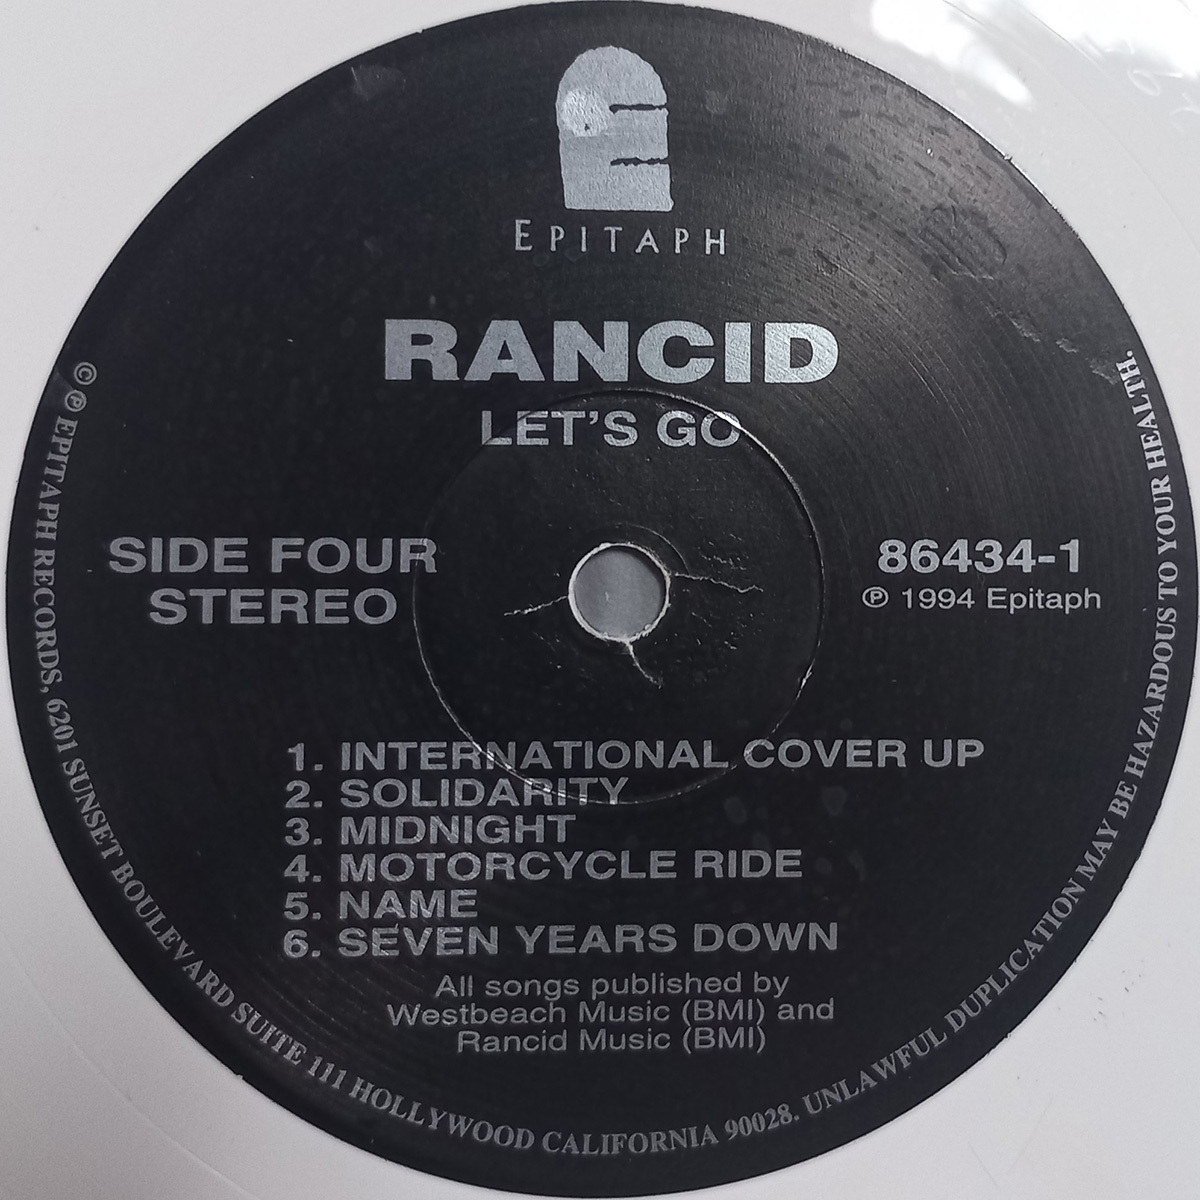 EPITAPH
RANCID
LET'S GO
SIDE FOUR
STEREO
86434-1
℗ 1994 Epitaph
1. INTERNATIONAL COVER UP
2. SOLIDARITY
3. MIDNIGHT
4. MOTORCYCLE RIDE
5. NAME
6. SEVEN YEARS DOWN
All songs published by
Westbeach Music (BMI) and
Rancid Music (BMI)
©℗ EPITAPH RECORDS, 6201 SUNSET BOULEVARD SUITE 111 HOLLYWOOD CALIFORNIA 90028. UNLAWFUL DUPLICATION MAY BE HAZARDOUS TO YOUR HEALTH.